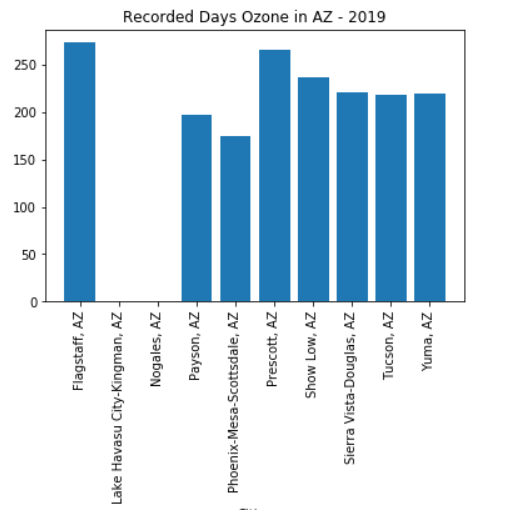 Recorded Days Ozone in AZ - 2019
250
200
150
100
50
0
Flagstaff, AZ
Lake Havasu City-Kingman, AZ
Nogales, AZ
Payson, AZ
Phoenix-Mesa-Scottsdale, AZ
Prescott, AZ
Show Low, AZ
Sierra Vista-Douglas, AZ
Tucson, AZ
Yuma, AZ